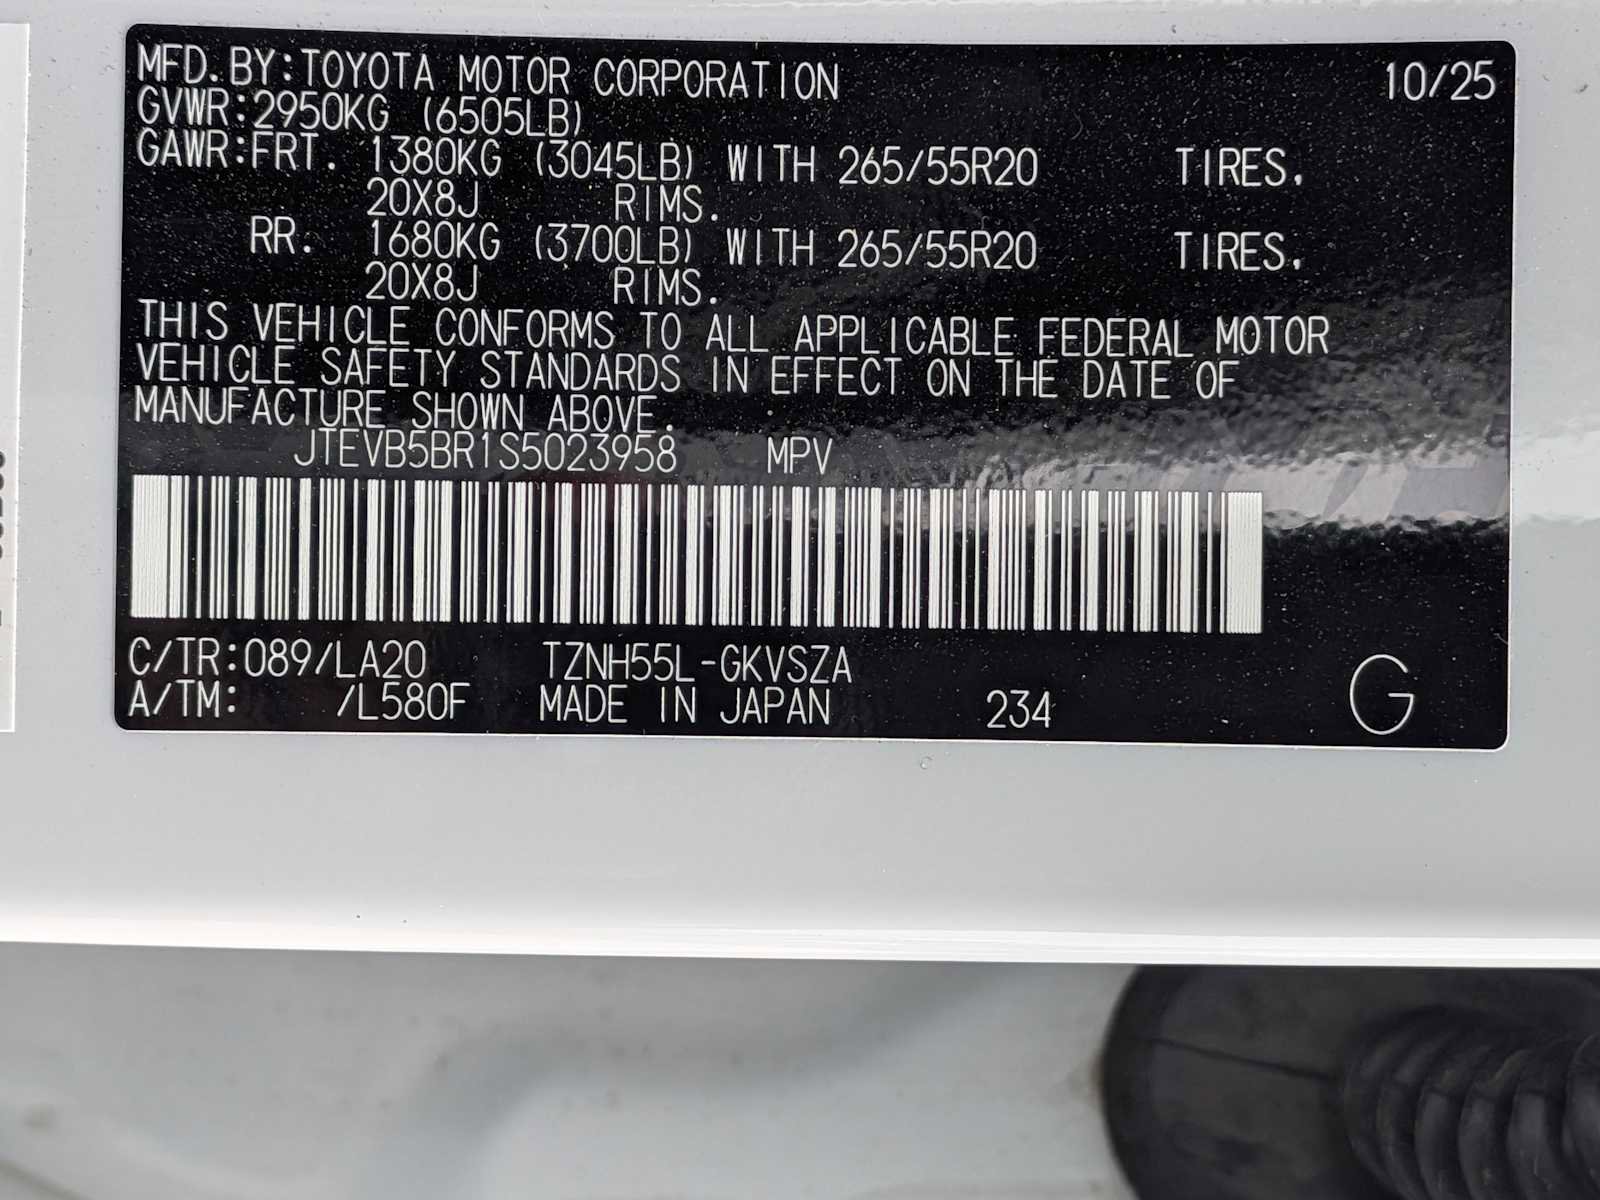 MFD.BY:TOYOTA MOTOR CORPORATION 10/25
GVWR:2950KG (6505LB)
GAWR:FRT. 1380KG (3045LB) WITH 265/55R20 TIRES.
20X8J RIMS.
RR. 1680KG (3700LB) WITH 265/55R20 TIRES.
20X8J RIMS.
THIS VEHICLE CONFORMS TO ALL APPLICABLE FEDERAL MOTOR
VEHICLE SAFETY STANDARDS IN EFFECT ON THE DATE OF
MANUFACTURE SHOWN ABOVE.
JTEVB5BR1S5023958 MPV
C/TR:089/LA20 TZNH55L-GKVSZA
A/TM: /L580F MADE IN JAPAN 234 G